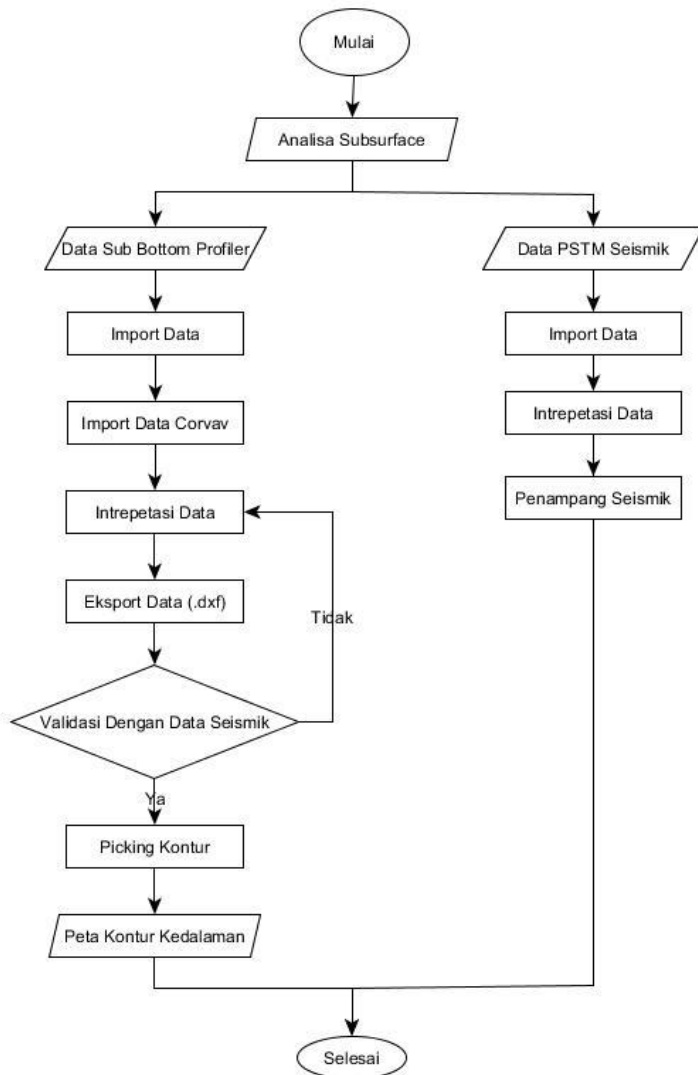 Mulai
Analisa Subsurface
Data Sub Bottom Profiler
Data PSTM Seismik
Import Data
Import Data
Import Data Corvav
Intrepetasi Data
Intrepetasi Data
Penampang Seismik
Eksport Data (.dxf)
Tidak
Validasi Dengan Data Seismik
Ya
Picking Kontur
Peta Kontur Kedalaman
Selesai